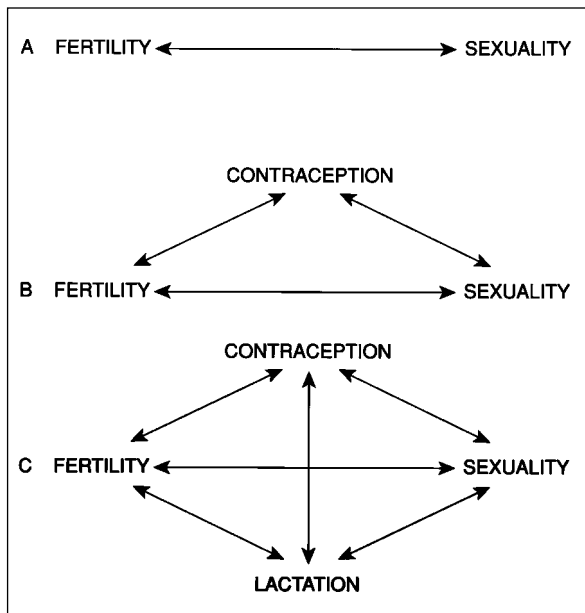 A FERTILITY SEXUALITY
CONTRACEPTION
B FERTILITY SEXUALITY
CONTRACEPTION
C FERTILITY SEXUALITY
LACTATION